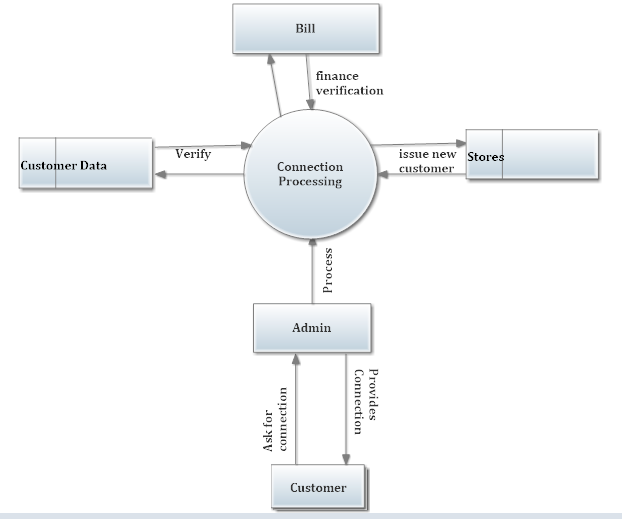 Bill
finance
verification
Customer Data
Verify
Connection
Processing
issue new
customer
Stores
Process
Admin
Ask for
connection
Provides
Connection
Customer